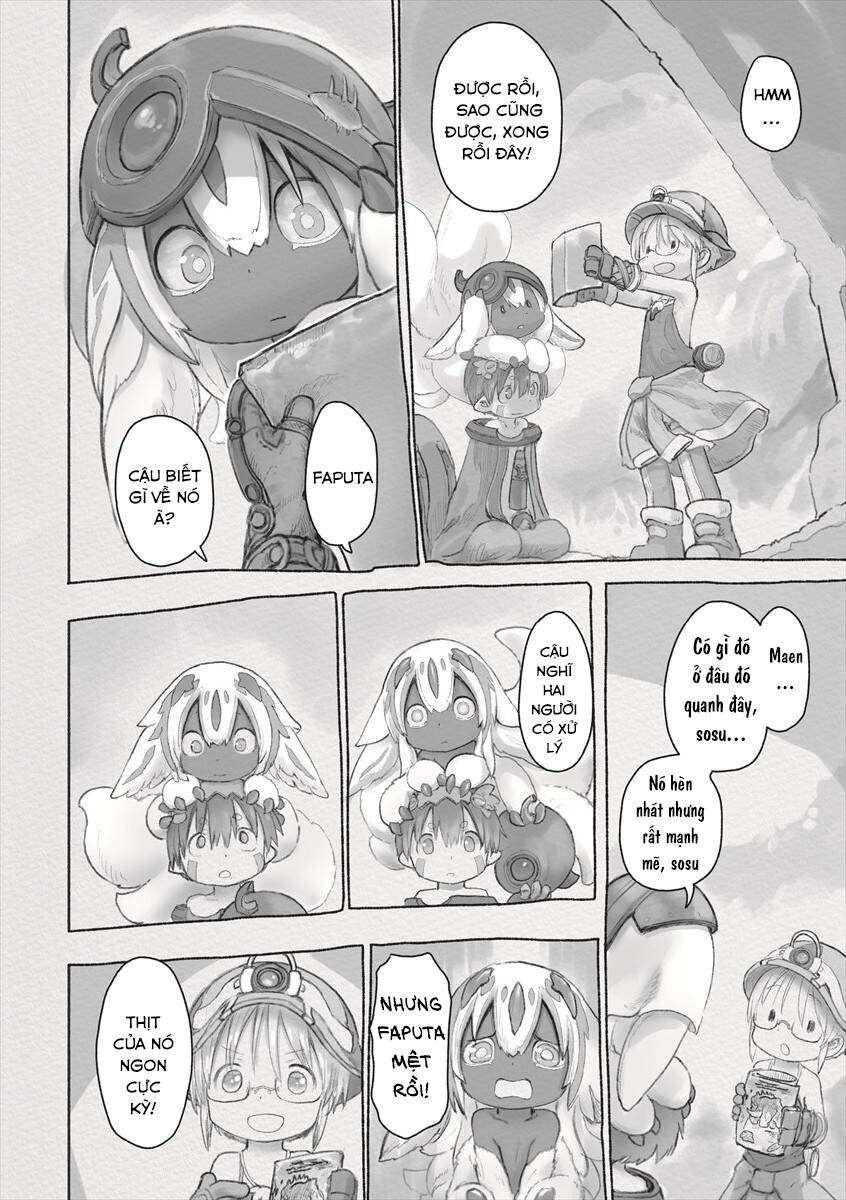 HMM
...
ĐƯỢC RỒI,
SAO CŨNG
ĐƯỢC, XONG
RỒI ĐÂY!
FAPUTA
CẬU BIẾT
GÌ VỀ NÓ
À?
Maen
...
Có gì đó
ở đâu đó
quanh đây,
sosu...
Nó hèn
nhát nhưng
rất mạnh
mẽ, sosu
CẬU
NGHĨ
HAI
NGƯỜI
CÓ XỬ
LÝ
NHƯNG
FAPUTA
MỆT
RỒI!
THỊT
CỦA NÓ
NGON
CỰC
KỲ!